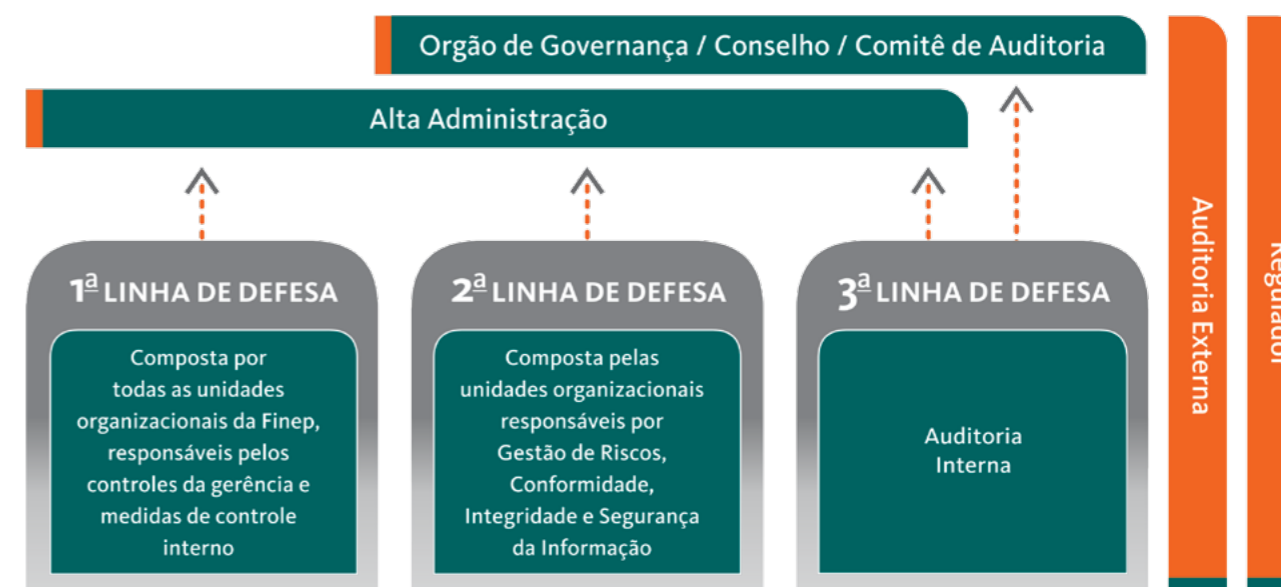 Orgão de Governança / Conselho / Comitê de Auditoria
Alta Administração
1ª LINHA DE DEFESA
Composta por
todas as unidades
organizacionais da Finep,
responsáveis pelos
controles da gerência e
medidas de controle
interno
2ª LINHA DE DEFESA
Composta pelas
unidades organizacionais
responsáveis por
Gestão de Riscos,
Conformidade,
Integridade e Segurança
da Informação
3ª LINHA DE DEFESA
Auditoria
Interna
Auditoria Externa
Regulador